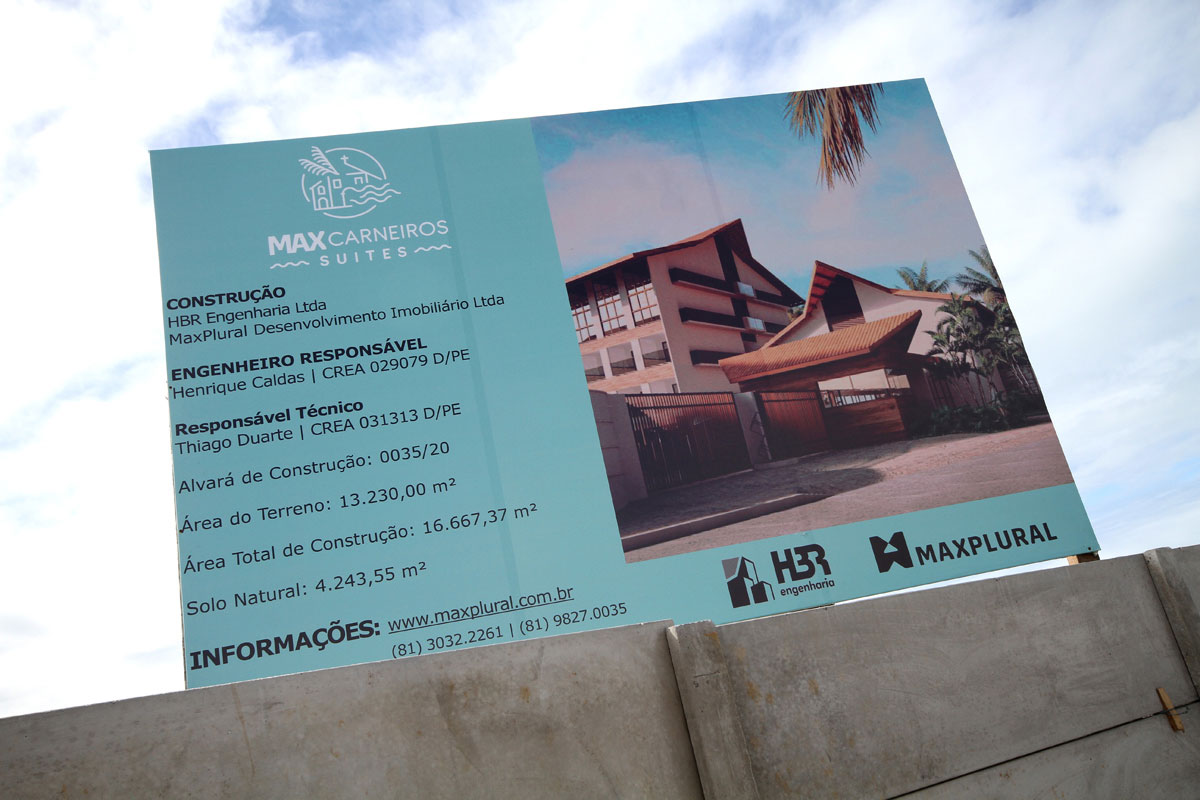 MAX CARNEIROS
SUITES
CONSTRUÇÃO
HBR Engenharia Ltda
MaxPlural Desenvolvimento Imobiliário Ltda
ENGENHEIRO RESPONSÁVEL
Henrique Caldas | CREA 029079 D/PE
Responsável Técnico
Thiago Duarte | CREA 031313 D/PE
Alvará de Construção: 0035/20
Área do Terreno: 13.230,00 m²
Área Total de Construção: 16.667,37 m²
Solo Natural: 4.243,55 m²
INFORMAÇÕES: www.maxplural.com.br
(81) 3032.2261 | (81) 9827.0035
HBR
engenharia
MAXPLURAL